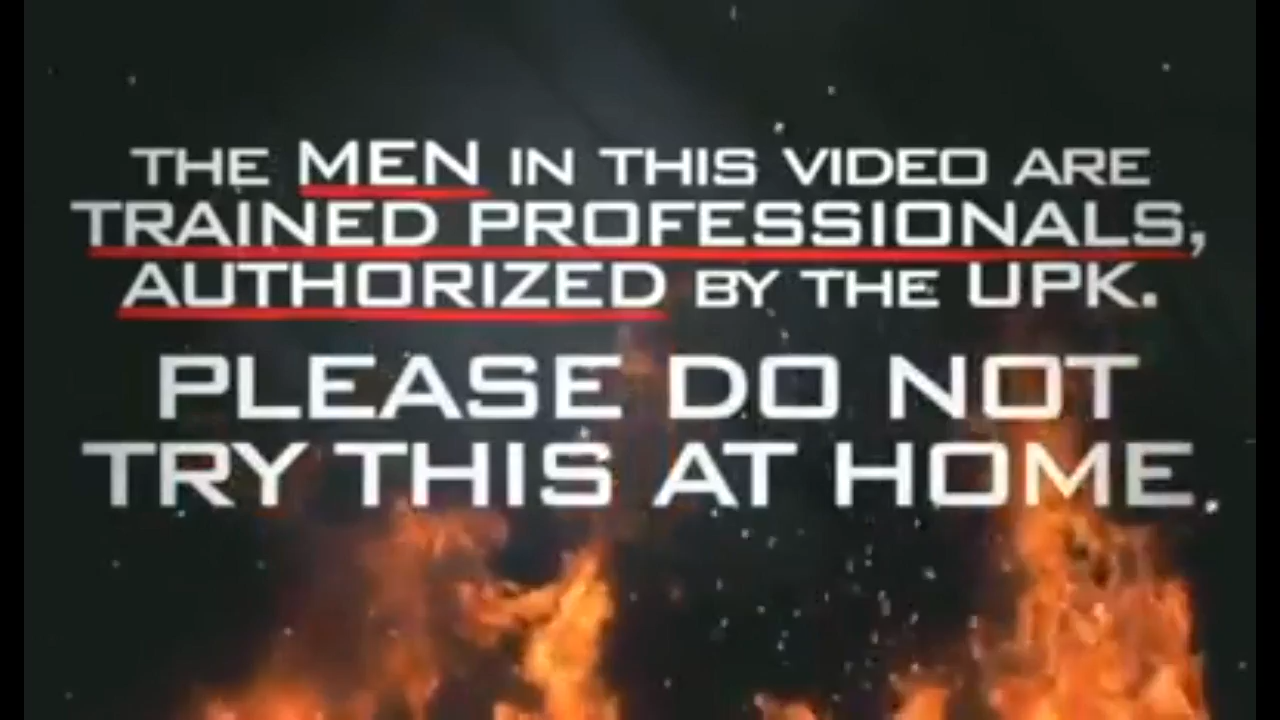 THE MEN IN THIS VIDEO ARE
TRAINED PROFESSIONALS,
AUTHORIZED BY THE UPK.
PLEASE DO NOT
TRY THIS AT HOME.